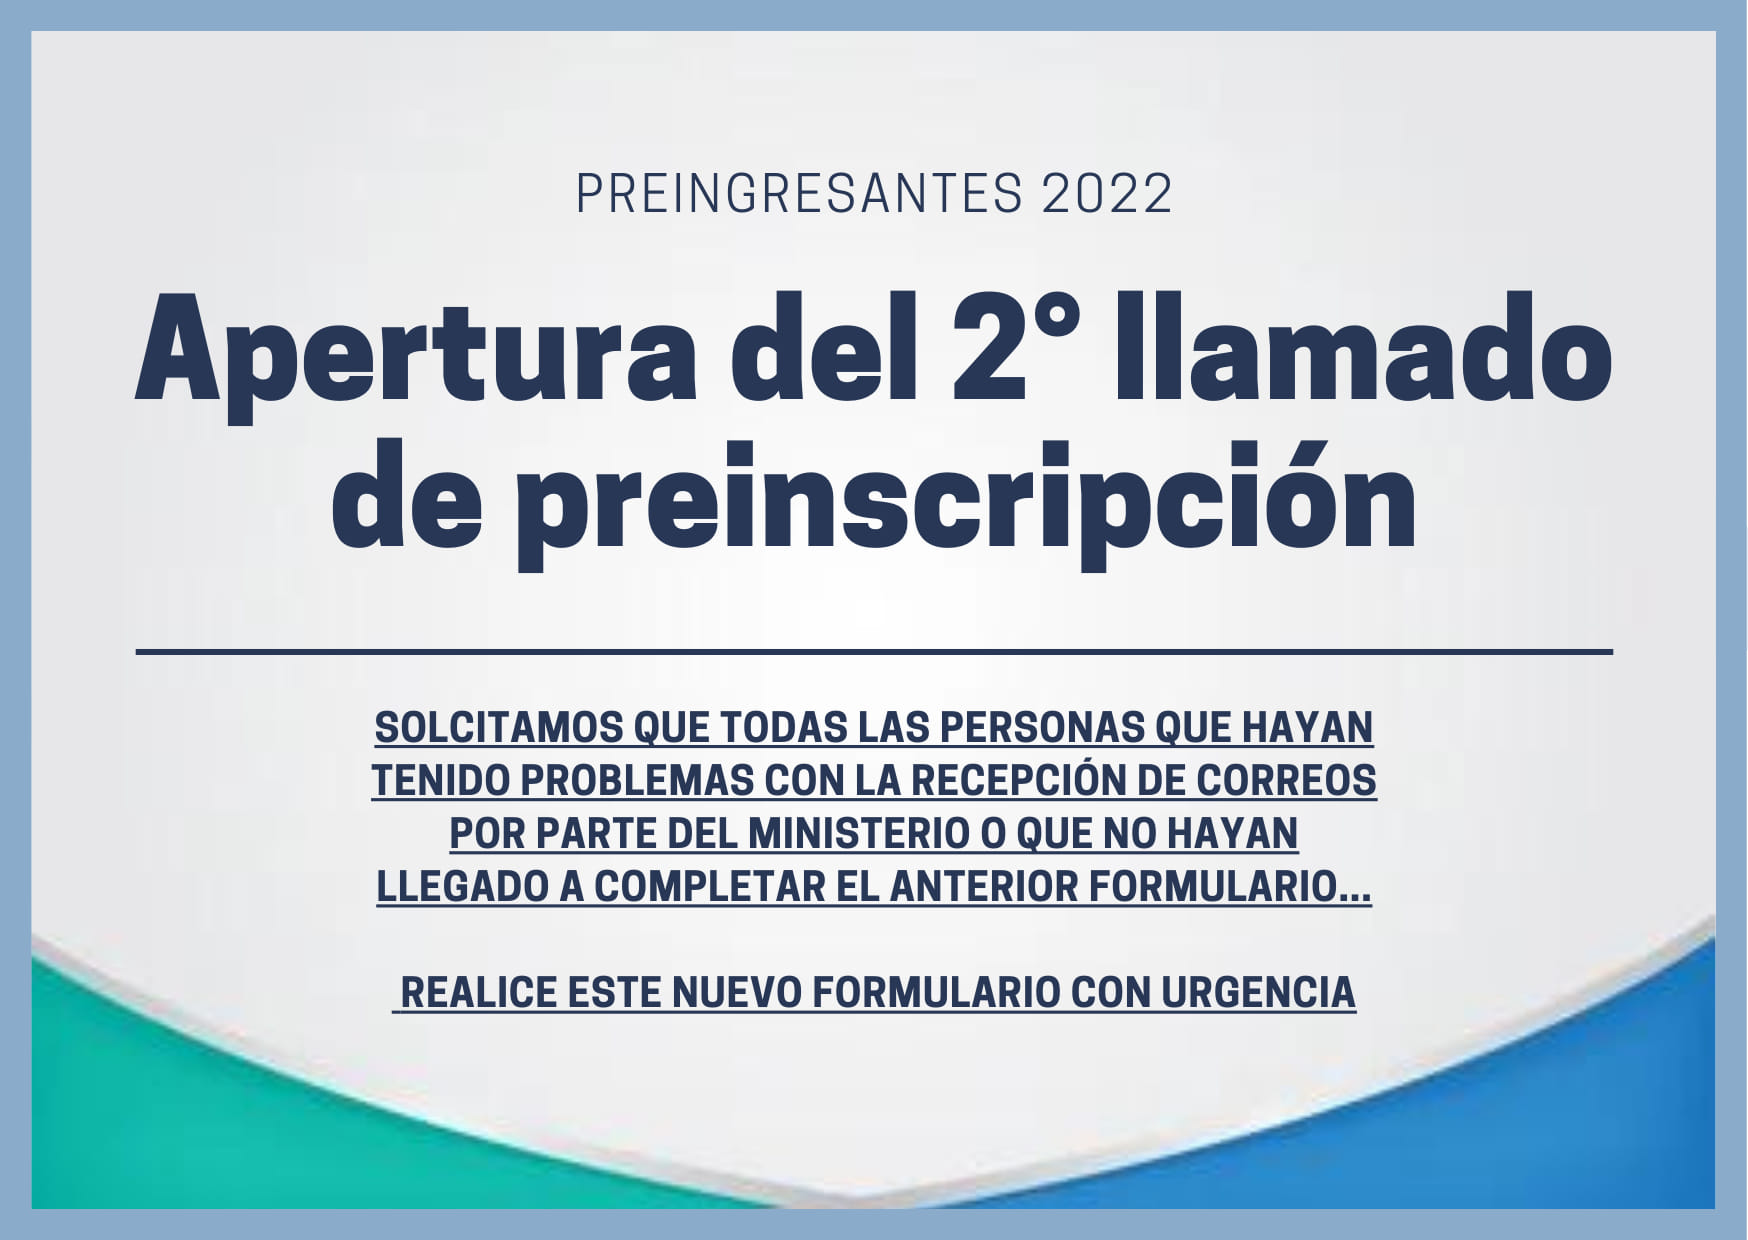 PREINGRESANTES 2022
Apertura del 2° llamado
de preinscripción
SOLCITAMOS QUE TODAS LAS PERSONAS QUE HAYAN
TENIDO PROBLEMAS CON LA RECEPCIÓN DE CORREOS
POR PARTE DEL MINISTERIO O QUE NO HAYAN
LLEGADO A COMPLETAR EL ANTERIOR FORMULARIO...
REALICE ESTE NUEVO FORMULARIO CON URGENCIA